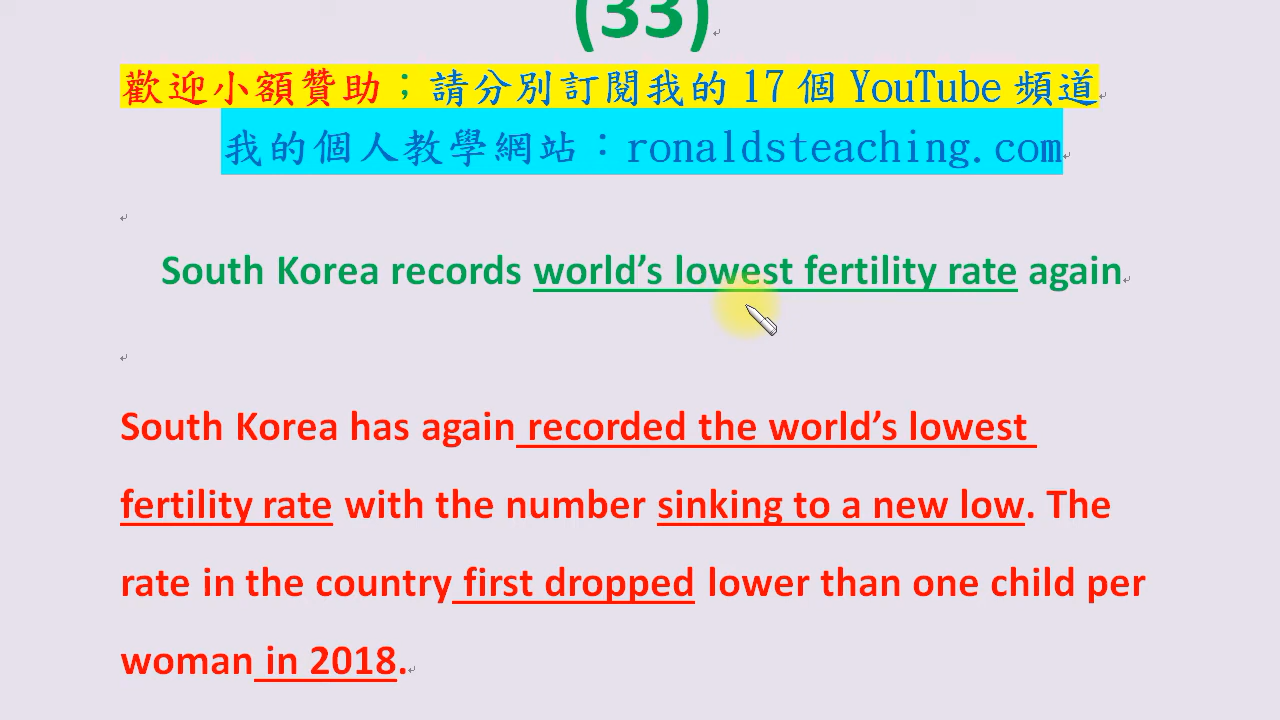 (33)
歡迎小額贊助；請分別訂閱我的 17 個 YouTube 頻道
我的個人教學網站：ronaldsteaching.com
South Korea records world’s lowest fertility rate again
South Korea has again recorded the world’s lowest
fertility rate with the number sinking to a new low. The
rate in the country first dropped lower than one child per
woman in 2018.